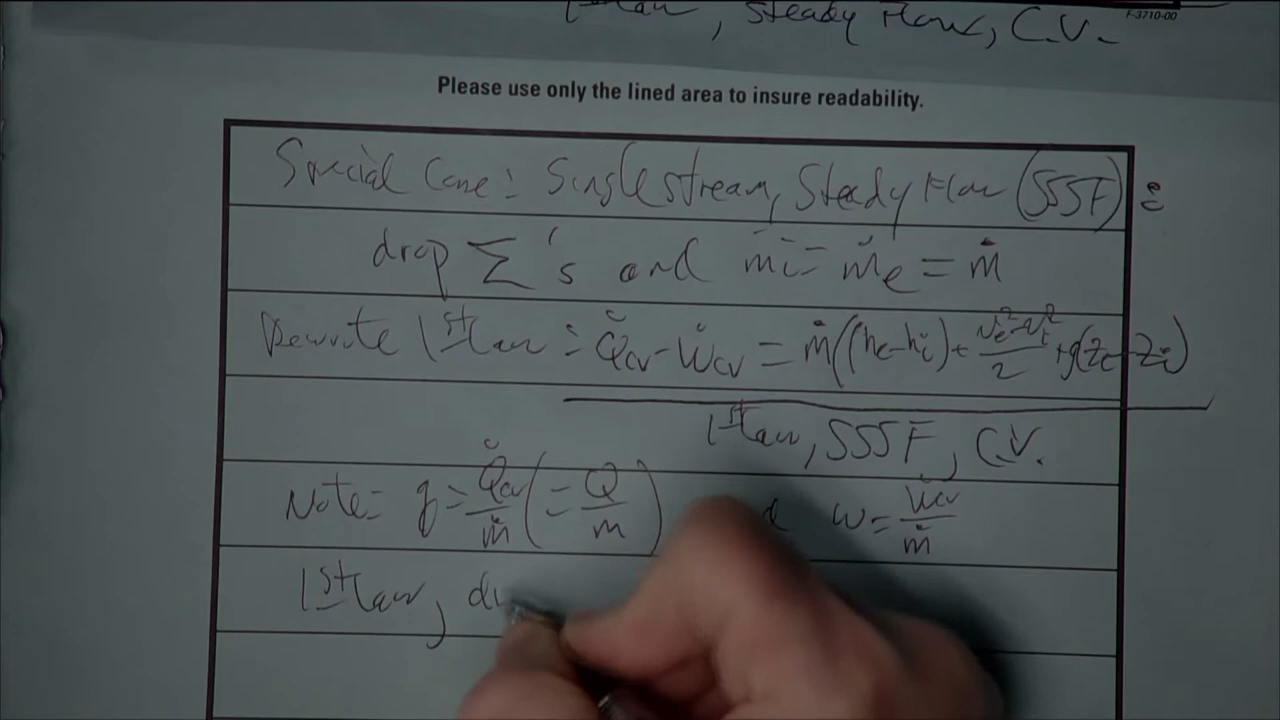 1st Law, Steady Flow, C.V.
F-3710-00
Please use only the lined area to insure readability.
Special Case: Single stream, Steady Flow (SSSF):
drop Σ's and ṁi = ṁe = ṁ
Rewrite 1st Law: Q̇cv - Ẇcv = ṁ((he-hi) + (Ve²-Vi²)/2 + g(ze-zi))
1st Law, SSSF, C.V.
Note: q = Q̇cv/ṁ (= Q/m) w = Ẇcv/ṁ
1st Law,